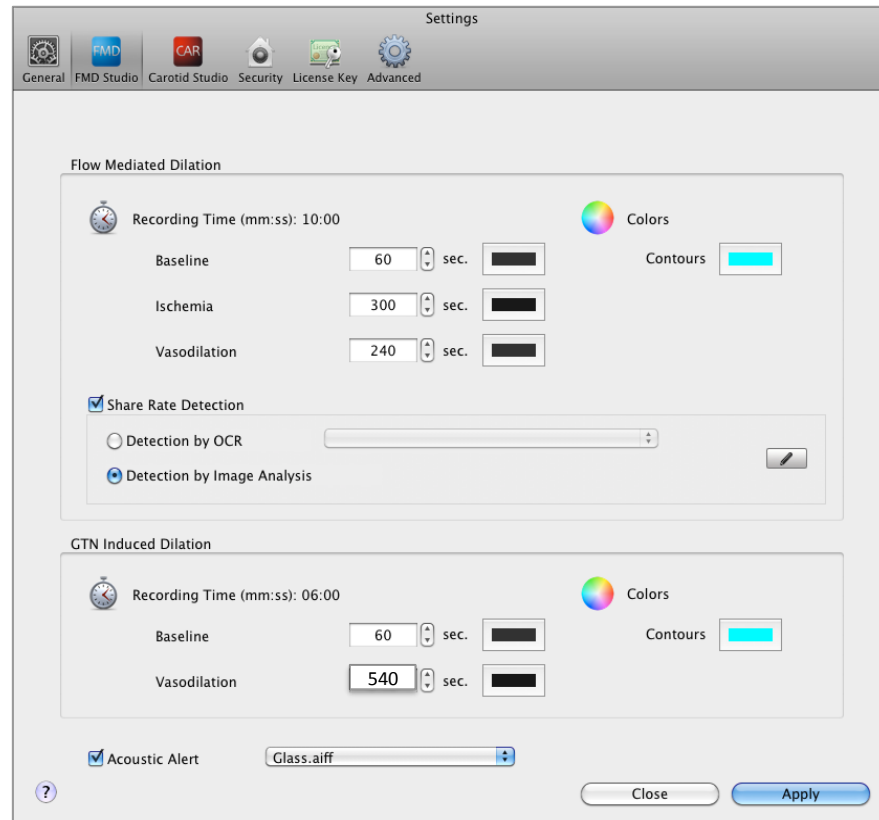 Settings
FMD CAR License
General FMD Studio Carotid Studio Security License Key Advanced
Flow Mediated Dilation
Recording Time (mm:ss): 10:00 Colors
Baseline 60 sec. Contours
Ischemia 300 sec.
Vasodilation 240 sec.
Share Rate Detection
Detection by OCR
Detection by Image Analysis
GTN Induced Dilation
Recording Time (mm:ss): 06:00 Colors
Baseline 60 sec. Contours
Vasodilation 540 sec.
Acoustic Alert Glass.aiff
? Close Apply